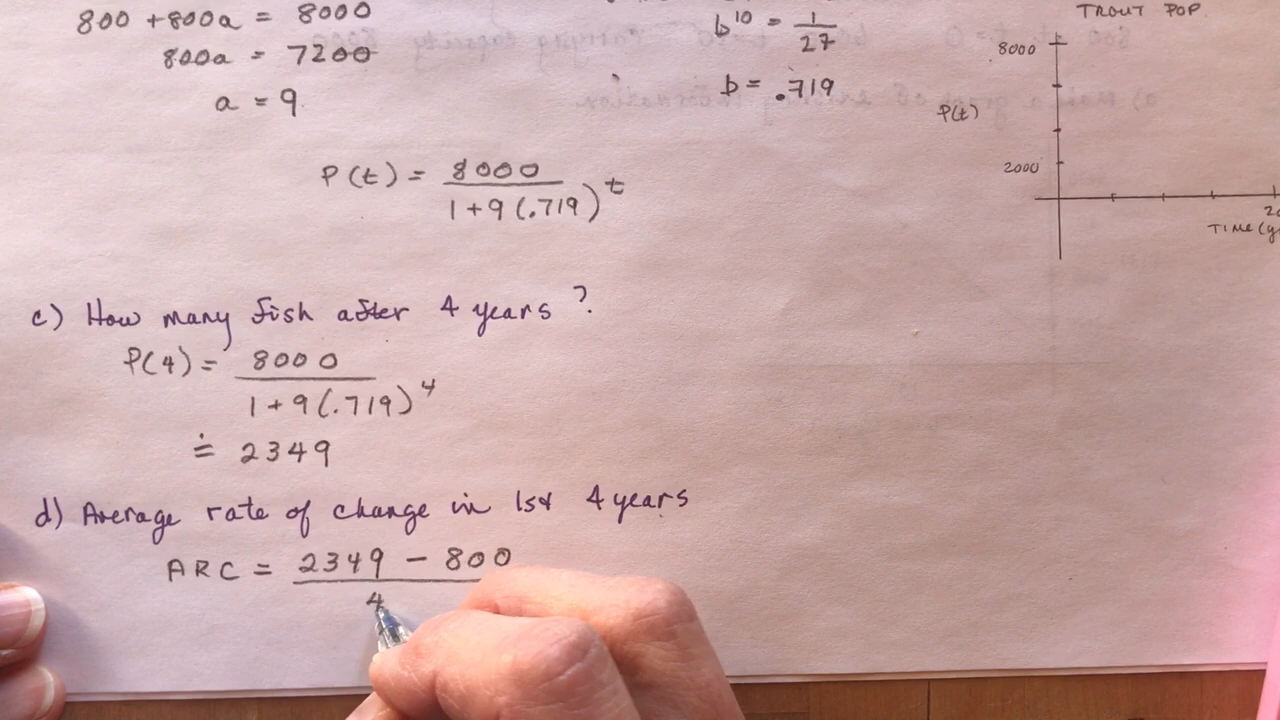 800 + 800a = 8000
800a = 7200
a = 9
b^10 = 1/27
b = .719
P(t) = 8000 / 1+9(.719)^t
c) How many fish after 4 years ?
P(4) = 8000 / 1+9(.719)^4
≐ 2349
d) Average rate of change in 1st 4 years
ARC = 2349 - 800 / 4
TROUT POP.
8000
P(t)
2000
TIME